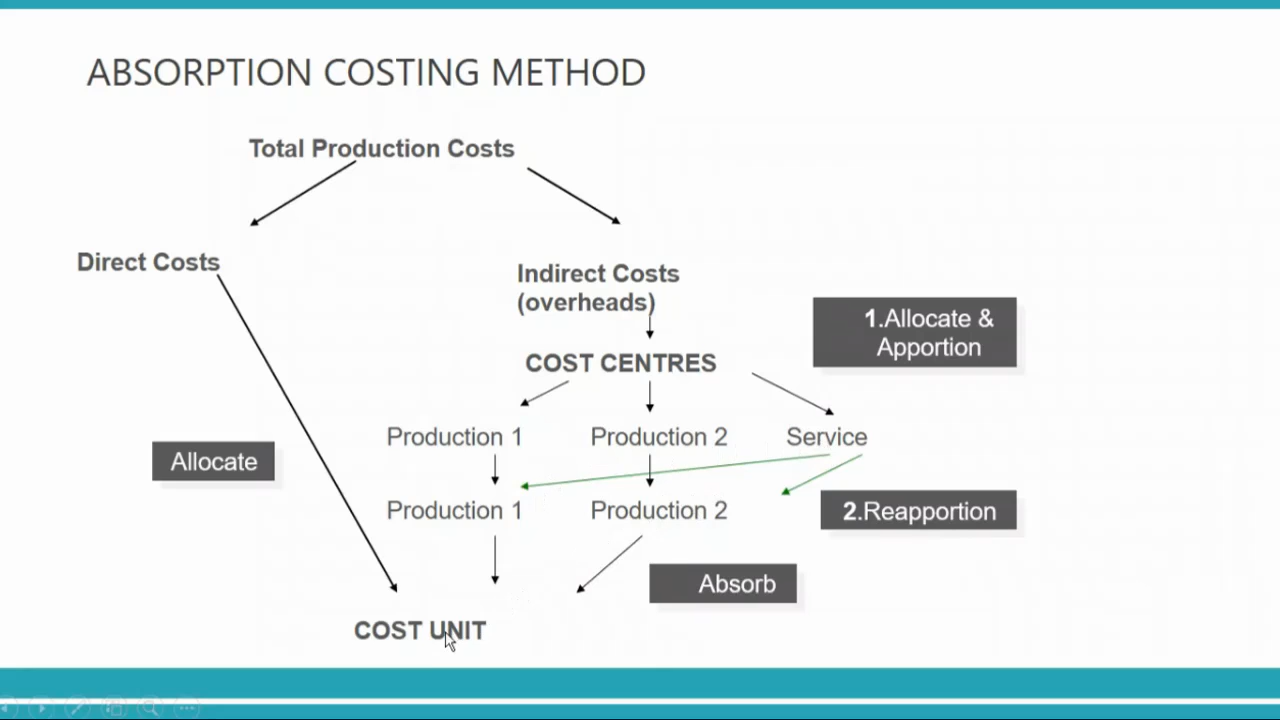 ABSORPTION COSTING METHOD
Total Production Costs
Direct Costs
Indirect Costs
(overheads)
1.Allocate &
Apportion
COST CENTRES
Production 1
Production 2
Service
Allocate
Production 1
Production 2
2.Reapportion
Absorb
COST UNIT